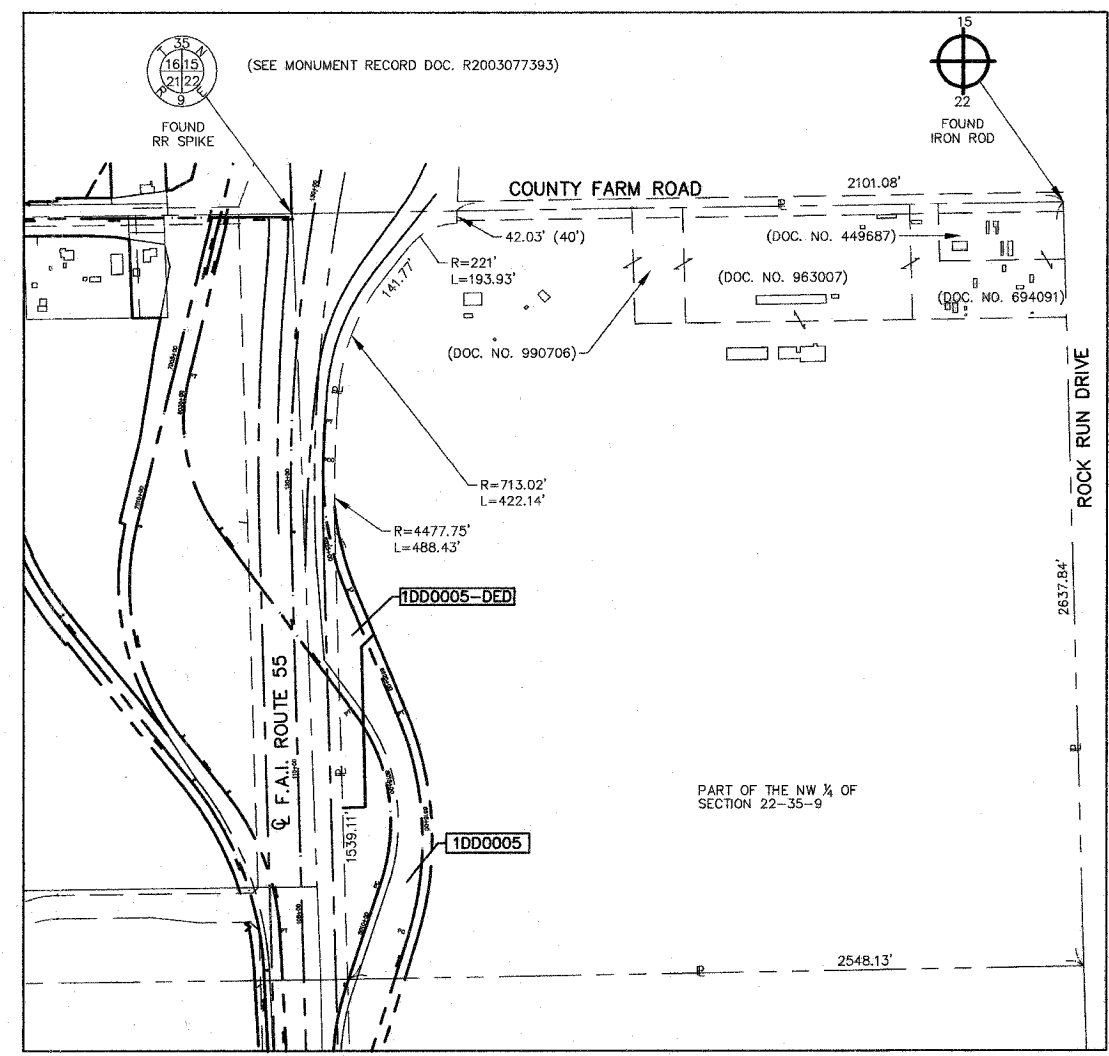 T 35 N
16 15
21 22
R 9 E
FOUND
RR SPIKE
(SEE MONUMENT RECORD DOC. R2003077393)
15
22
FOUND
IRON ROD
COUNTY FARM ROAD
2101.08'
42.03' (40')
R=221'
L=193.93'
141.77'
(DOC. NO. 449687)
(DOC. NO. 963007)
(DOC. NO. 694091)
(DOC. NO. 990706)
ROCK RUN DRIVE
R=713.02'
L=422.14'
R=4477.75'
L=488.43'
1DD0005-DED
2637.84'
℄ F.A.I. ROUTE 55
PART OF THE NW ¼ OF
SECTION 22-35-9
1539.11'
1DD0005
2548.13'